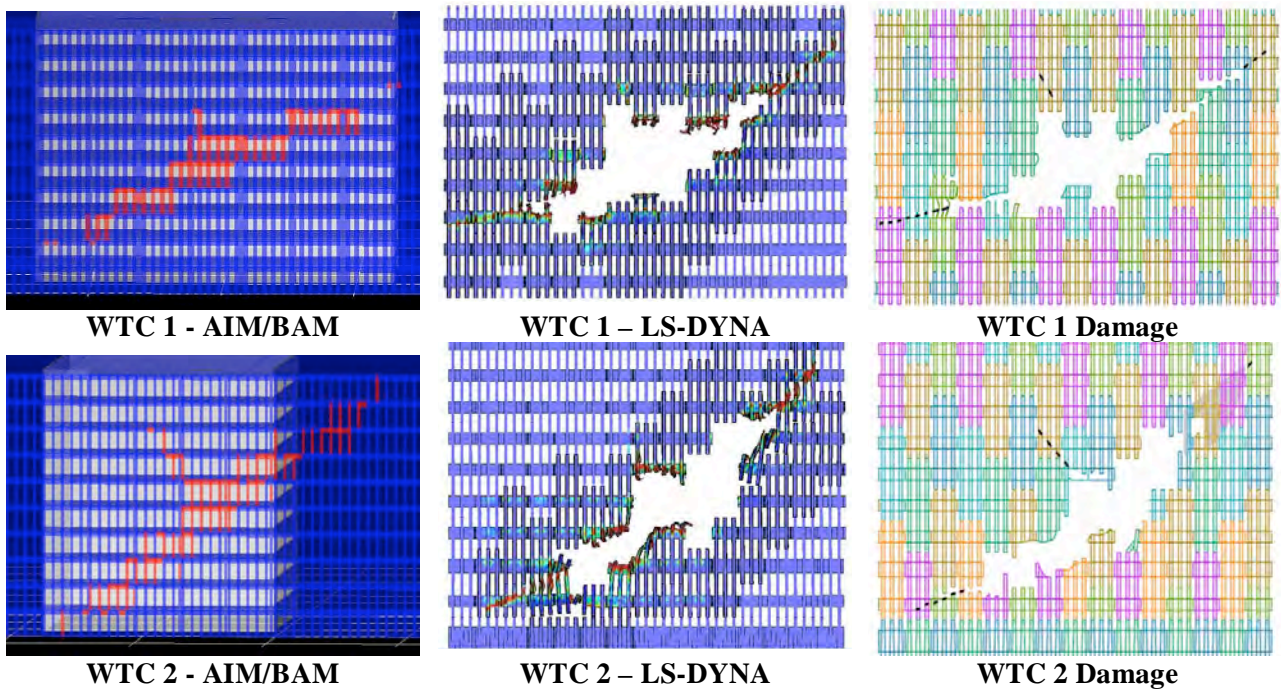 WTC 1 - AIM/BAM
WTC 1 – LS-DYNA
WTC 1 Damage
WTC 2 - AIM/BAM
WTC 2 – LS-DYNA
WTC 2 Damage